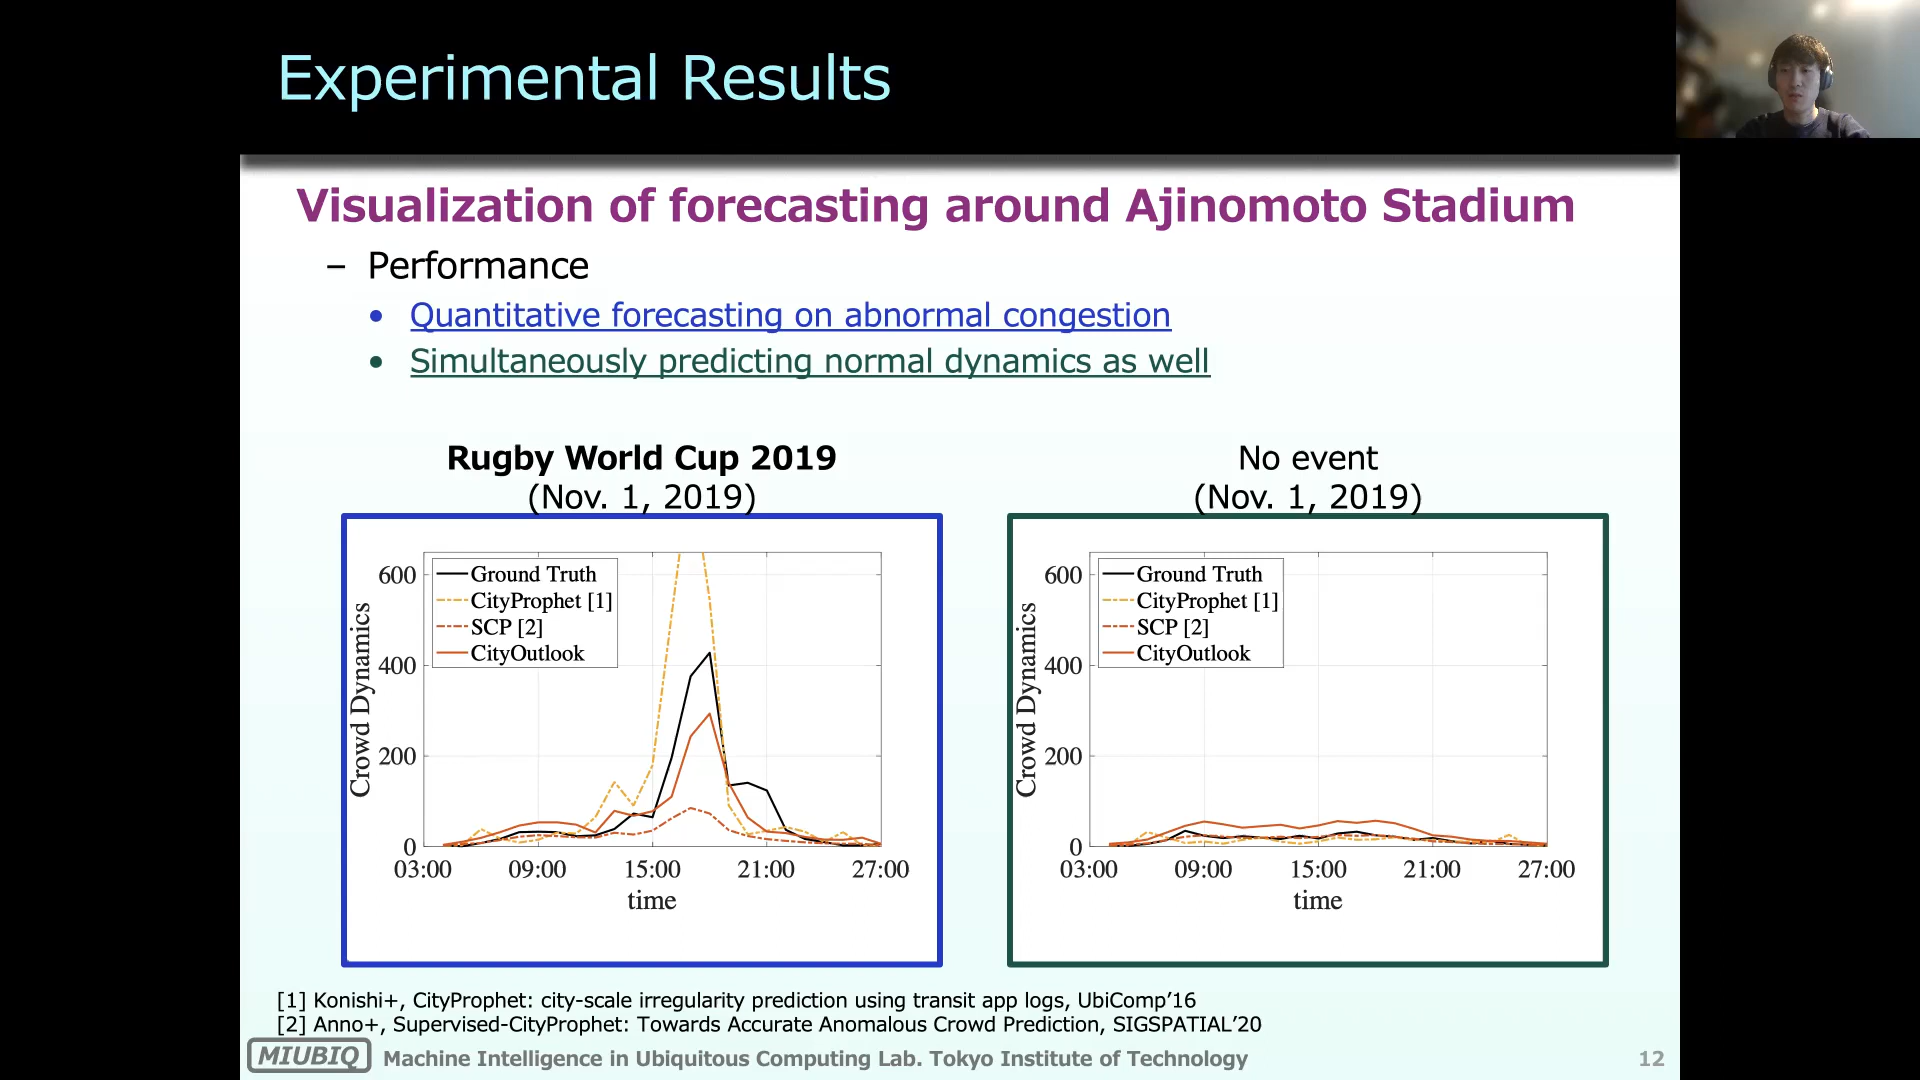 Experimental Results
Visualization of forecasting around Ajinomoto Stadium
– Performance
• Quantitative forecasting on abnormal congestion
• Simultaneously predicting normal dynamics as well
Rugby World Cup 2019
(Nov. 1, 2019)
Crowd Dynamics
600
400
200
0
Ground Truth
CityProphet [1]
SCP [2]
CityOutlook
03:00 09:00 15:00 21:00 27:00
time
No event
(Nov. 1, 2019)
Crowd Dynamics
600
400
200
0
Ground Truth
CityProphet [1]
SCP [2]
CityOutlook
03:00 09:00 15:00 21:00 27:00
time
[1] Konishi+, CityProphet: city-scale irregularity prediction using transit app logs, UbiComp’16
[2] Anno+, Supervised-CityProphet: Towards Accurate Anomalous Crowd Prediction, SIGSPATIAL’20
MIUBIQ Machine Intelligence in Ubiquitous Computing Lab. Tokyo Institute of Technology
12